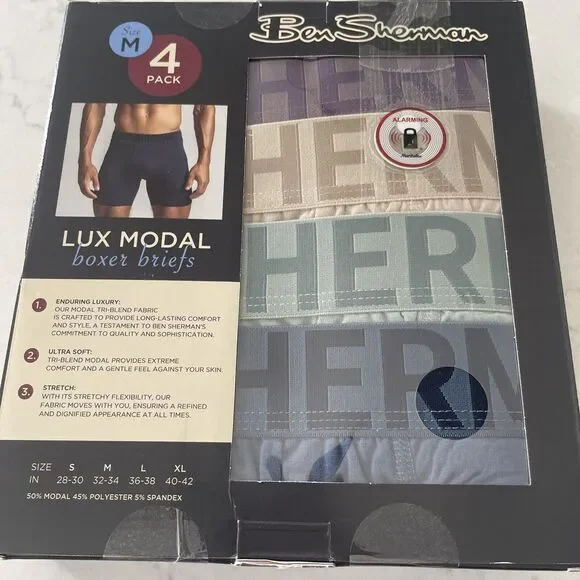 Size
M
4
PACK
Ben Sherman
HERM
ALARMING
HERM
HERM
HERM
LUX MODAL
boxer briefs
1. ENDURING LUXURY:
OUR MODAL TRI-BLEND FABRIC
IS CRAFTED TO PROVIDE LONG-LASTING COMFORT
AND STYLE, A TESTAMENT TO BEN SHERMAN'S
COMMITMENT TO QUALITY AND SOPHISTICATION.
2. ULTRA SOFT:
TRI-BLEND MODAL PROVIDES EXTREME
COMFORT AND A GENTLE FEEL AGAINST YOUR SKIN.
3. STRETCH:
WITH ITS STRETCHY FLEXIBILITY, OUR
FABRIC MOVES WITH YOU, ENSURING A REFINED
AND DIGNIFIED APPEARANCE AT ALL TIMES.
SIZE S M L XL
IN 28-30 32-34 36-38 40-42
50% MODAL 45% POLYESTER 5% SPANDEX